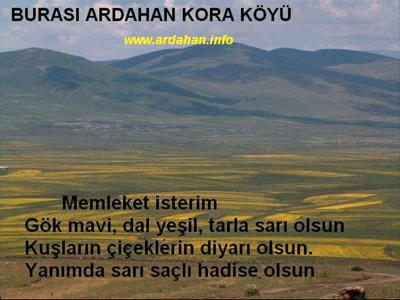 BURASI ARDAHAN KORA KÖYÜ
www.ardahan.info
Memleket isterim
Gök mavi, dal yeşil, tarla sarı olsun
Kuşların çiçeklerin diyarı olsun.
Yanımda sarı saçlı hadise olsun